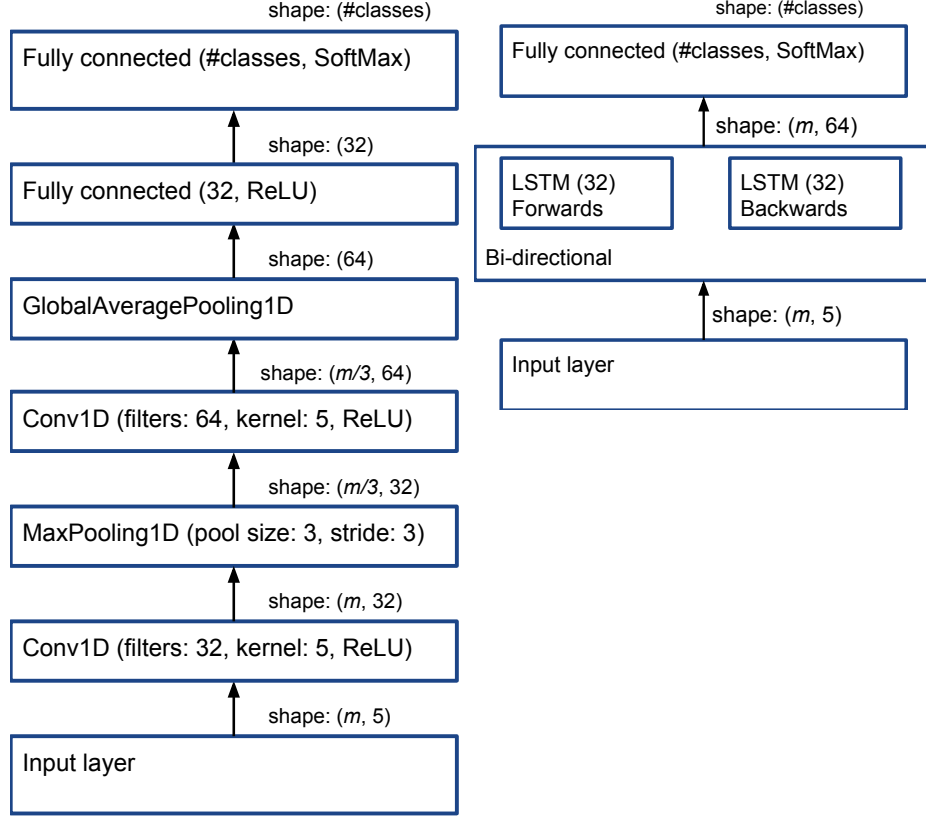 shape: (#classes)
Fully connected (#classes, SoftMax)
shape: (32)
Fully connected (32, ReLU)
shape: (64)
GlobalAveragePooling1D
shape: (m/3, 64)
Conv1D (filters: 64, kernel: 5, ReLU)
shape: (m/3, 32)
MaxPooling1D (pool size: 3, stride: 3)
shape: (m, 32)
Conv1D (filters: 32, kernel: 5, ReLU)
shape: (m, 5)
Input layer
shape: (#classes)
Fully connected (#classes, SoftMax)
shape: (m, 64)
LSTM (32)
Forwards
LSTM (32)
Backwards
Bi-directional
shape: (m, 5)
Input layer